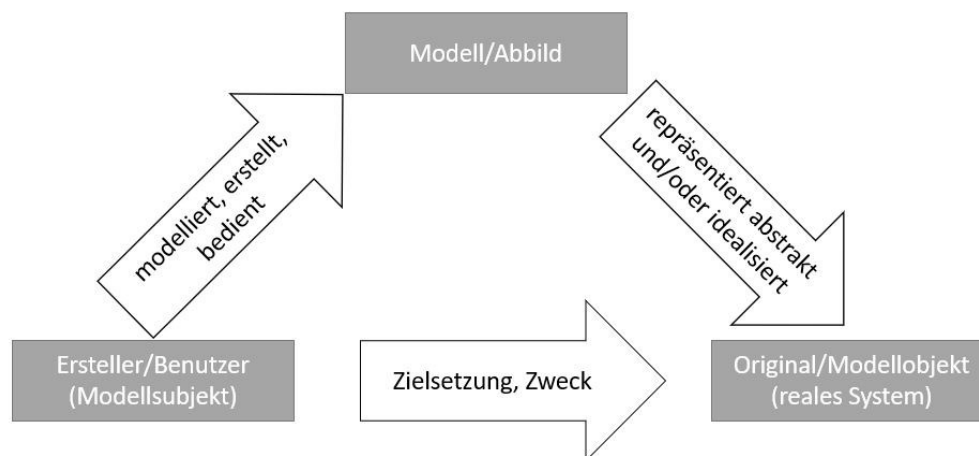 Modell/Abbild
modelliert, erstellt,
bedient
repräsentiert abstrakt
und/oder idealisiert
Ersteller/Benutzer
(Modellsubjekt)
Zielsetzung, Zweck
Original/Modellobjekt
(reales System)